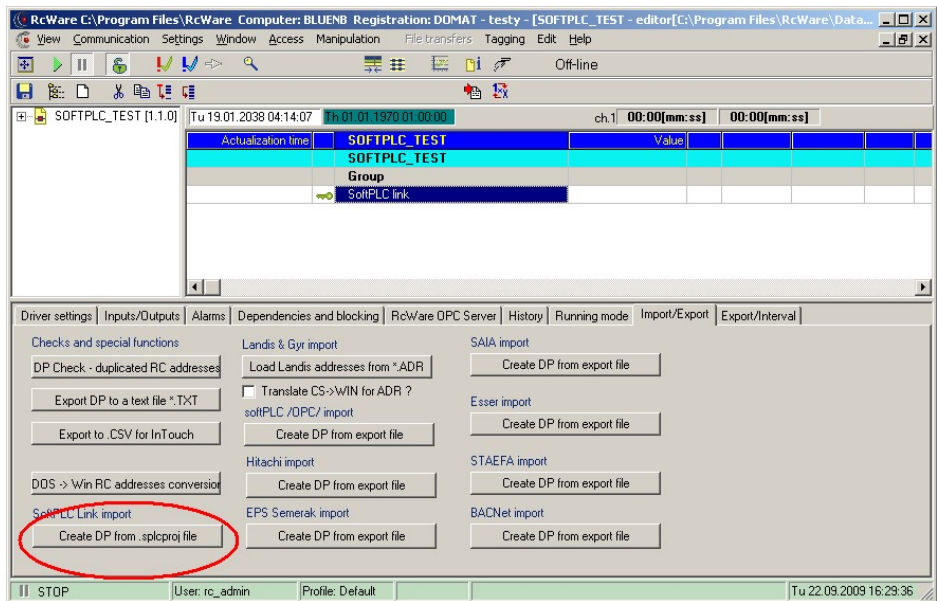 RcWare C:\Program Files\RcWare Computer: BLUENB Registration: DOMAT - testy - [SOFTPLC_TEST - editor[C:\Program Files\RcWare\Data...
View Communication Settings Window Access Manipulation File transfers Tagging Edit Help
Off-line
SOFTPLC_TEST [1.1.0] Tu 19.01.2038 04:14:07 Th 01.01.1970 01:00:00 ch.1 00:00[mm:ss] 00:00[mm:ss]
Actualization time SOFTPLC_TEST Value
SOFTPLC_TEST
Group
SoftPLC link
Driver settings Inputs/Outputs Alarms Dependencies and blocking RcWare OPC Server History Running mode Import/Export Export/Interval
Checks and special functions
DP Check - duplicated RC addresses
Export DP to a text file *.TXT
Export to .CSV for InTouch
DOS -> Win RC addresses conversion
SoftPLC Link import
Create DP from .splcproj file
Landis & Gyr import
Load Landis addresses from *.ADR
Translate CS->WIN for ADR ?
softPLC /OPC/ import
Create DP from export file
Hitachi import
Create DP from export file
EPS Semerak import
Create DP from export file
SAIA import
Create DP from export file
Esser import
Create DP from export file
STAEFA import
Create DP from export file
BACNet import
Create DP from export file
STOP User: rc_admin Profile: Default Tu 22.09.2009 16:29:36